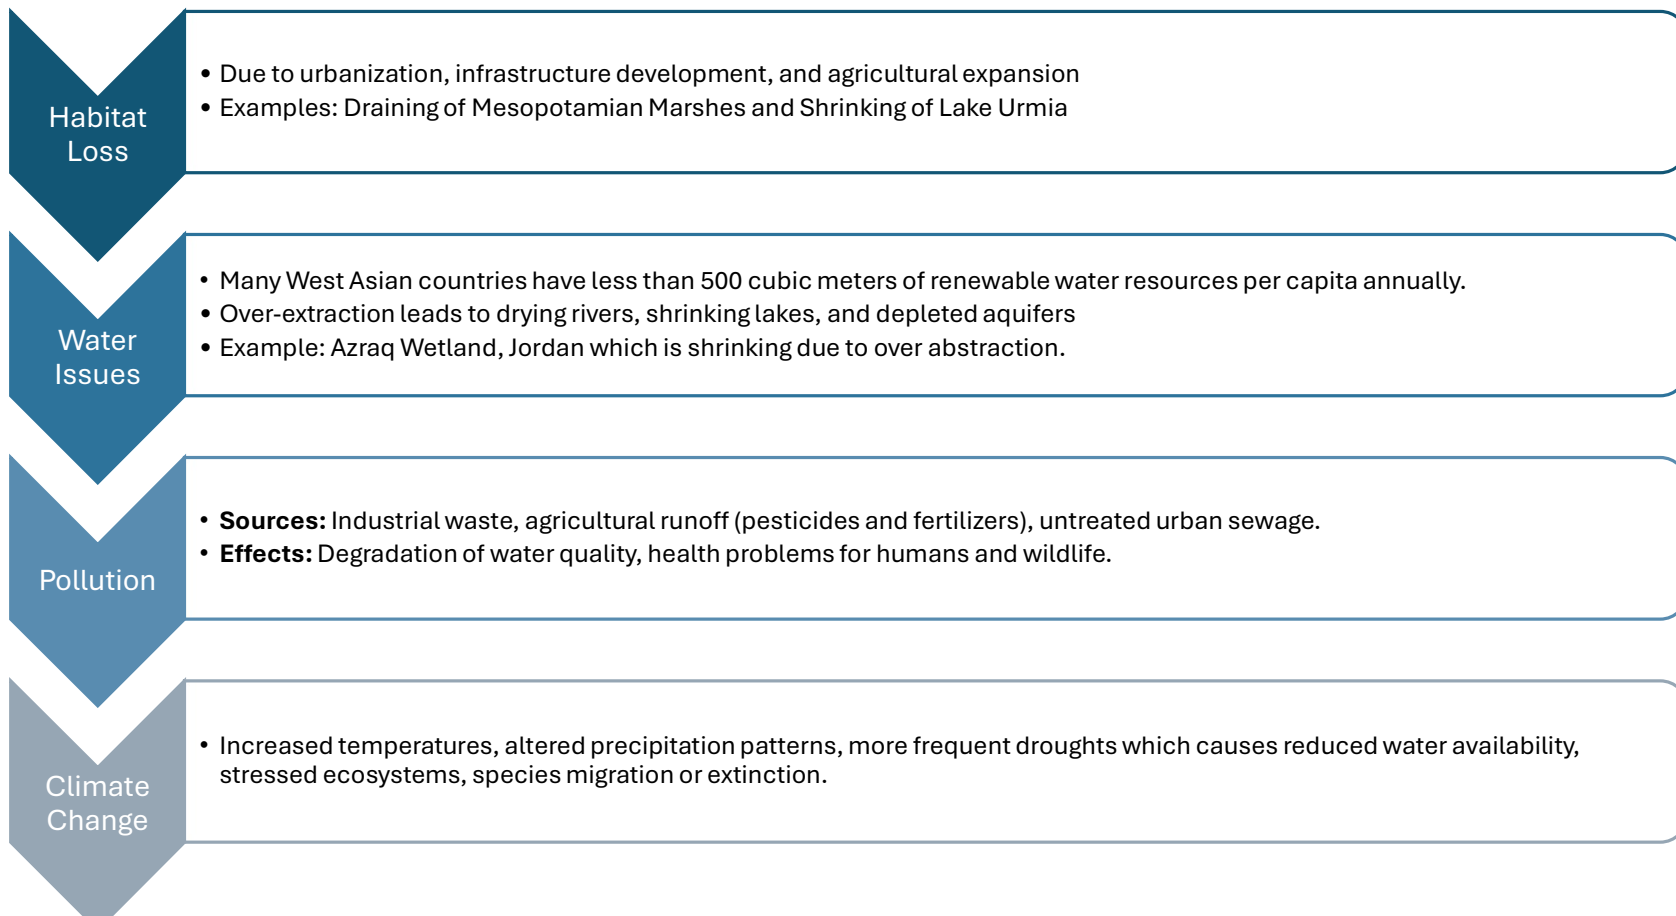 Habitat
Loss
• Due to urbanization, infrastructure development, and agricultural expansion
• Examples: Draining of Mesopotamian Marshes and Shrinking of Lake Urmia
Water
Issues
• Many West Asian countries have less than 500 cubic meters of renewable water resources per capita annually.
• Over-extraction leads to drying rivers, shrinking lakes, and depleted aquifers
• Example: Azraq Wetland, Jordan which is shrinking due to over abstraction.
Pollution
• Sources: Industrial waste, agricultural runoff (pesticides and fertilizers), untreated urban sewage.
• Effects: Degradation of water quality, health problems for humans and wildlife.
Climate
Change
• Increased temperatures, altered precipitation patterns, more frequent droughts which causes reduced water availability,
stressed ecosystems, species migration or extinction.